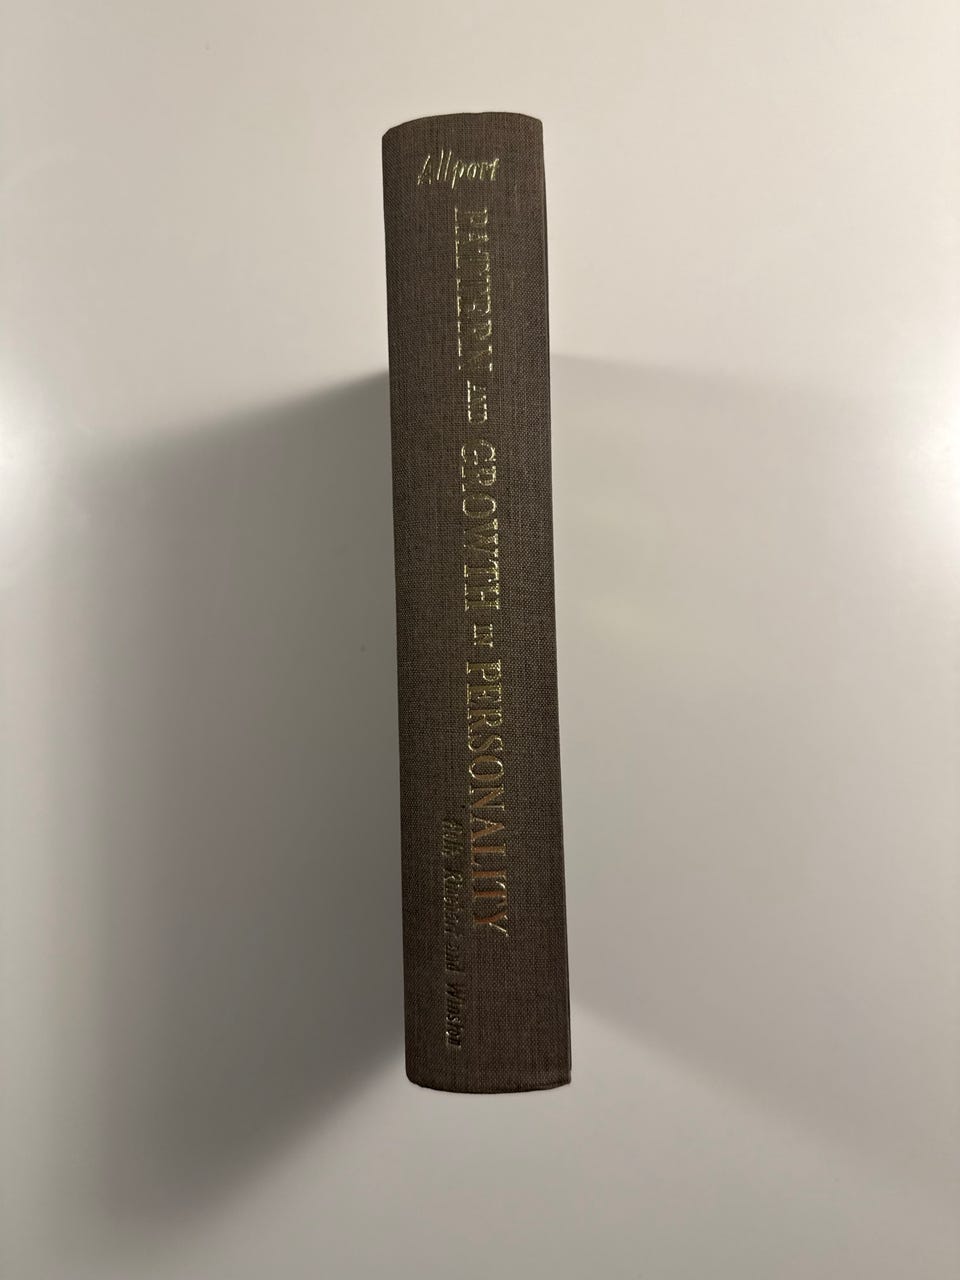 Allport
PATTERN AND GROWTH IN PERSONALITY
Holt, Rinehart and Winston